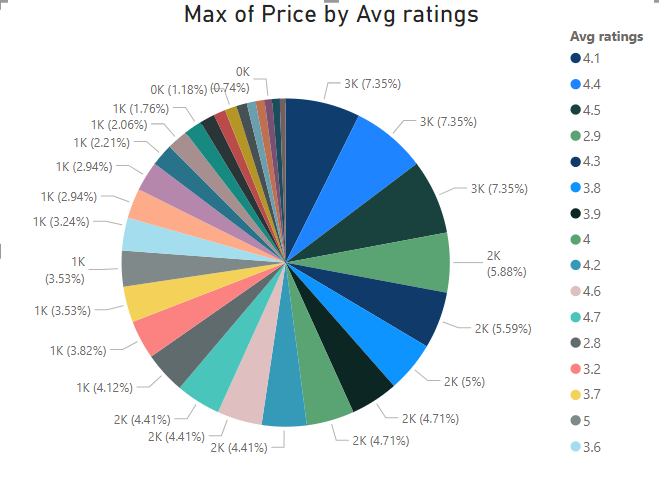 Max of Price by Avg ratings
Avg ratings
4.1
4.4
4.5
2.9
4.3
3.8
3.9
4
4.2
4.6
4.7
2.8
3.2
3.7
5
3.6
3K (7.35%)
3K (7.35%)
3K (7.35%)
2K
(5.88%)
2K (5.59%)
2K (5%)
2K (4.71%)
2K (4.71%)
2K (4.41%)
2K (4.41%)
2K (4.41%)
1K (4.12%)
1K (3.82%)
1K (3.53%)
1K
(3.53%)
1K (3.24%)
1K (2.94%)
1K (2.94%)
1K (2.21%)
1K (2.06%)
1K (1.76%)
0K (1.18%)
0K
(0.74%)